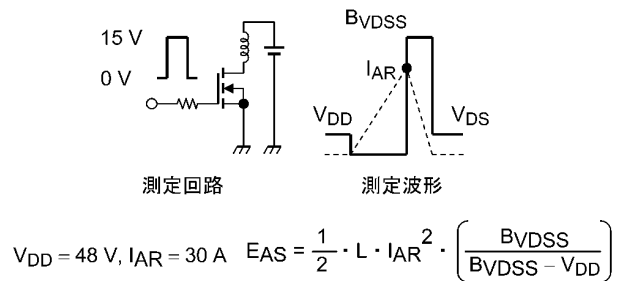 15 V
0 V
BVDSS
IAR
VDD
VDS
測定回路
測定波形
VDD = 48 V, IAR = 30 A
EAS = 1/2 · L · IAR² · (BVDSS / (BVDSS − VDD))